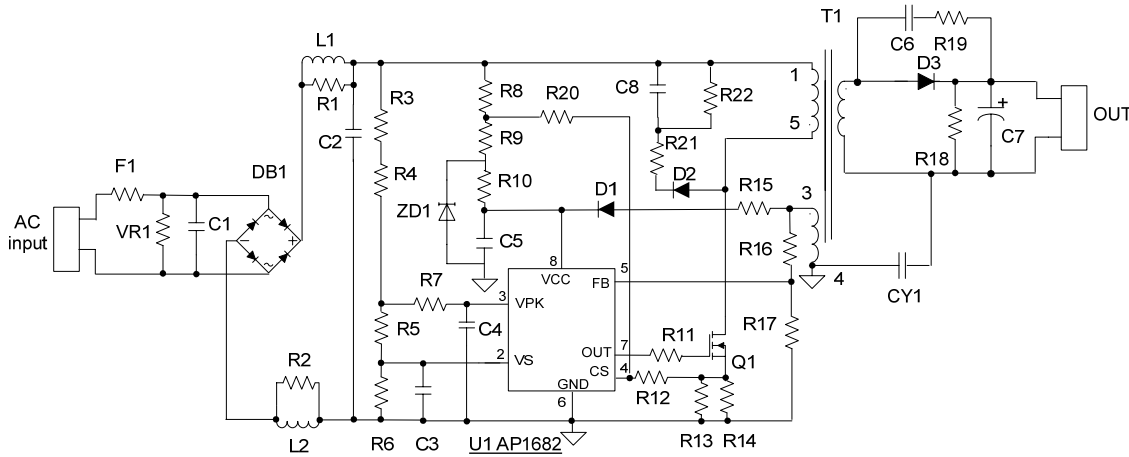 T1
L1
C6
R19
D3
R1
R3
R8
R20
C8
R22
1
5
C2
R9
R21
C7
OUT
R18
F1
DB1
R4
R10
D2
D1
R15
3
AC
input
VR1
C1
ZD1
C5
R16
8
VCC
5
FB
4
CY1
R7
3
VPK
R5
C4
R17
R11
7
OUT
Q1
2
VS
4
CS
R2
GND
6
R12
L2
R6
C3
U1 AP1682
R13
R14
~
~
−
+
+